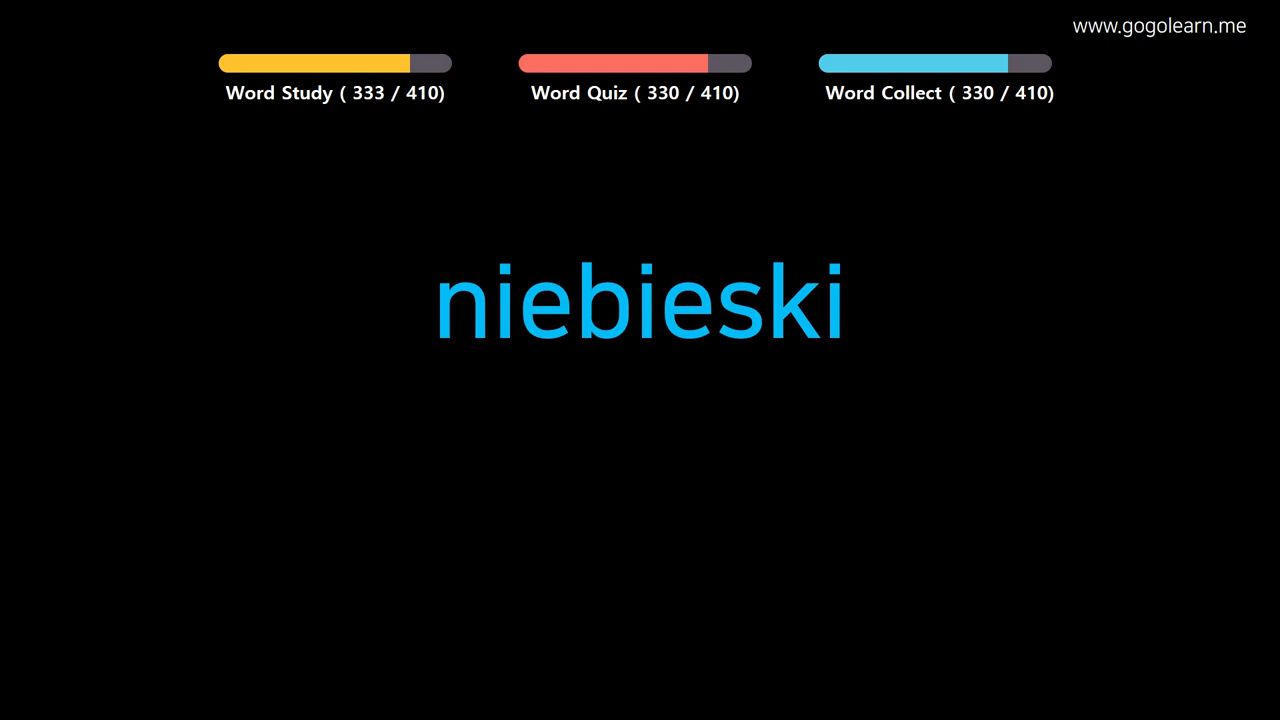 www.gogolearn.me
Word Study ( 333 / 410)
Word Quiz ( 330 / 410)
Word Collect ( 330 / 410)
niebieski